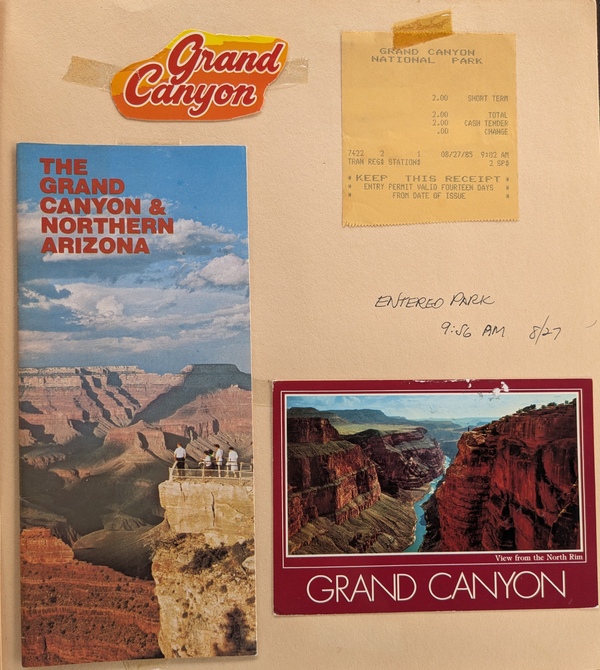 Grand
Canyon
GRAND CANYON
NATIONAL PARK
2.00 SHORT TERM
2.00 TOTAL
2.00 CASH TENDER
.00 CHANGE
7422 2 1 08/27/85 9:02 AM
TRAN REG# STATION# 2 SP#
* KEEP THIS RECEIPT *
* ENTRY PERMIT VALID FOURTEEN DAYS *
* FROM DATE OF ISSUE *
THE
GRAND
CANYON &
NORTHERN
ARIZONA
ENTERED PARK
9:56 AM 8/27
View from the North Rim
GRAND CANYON